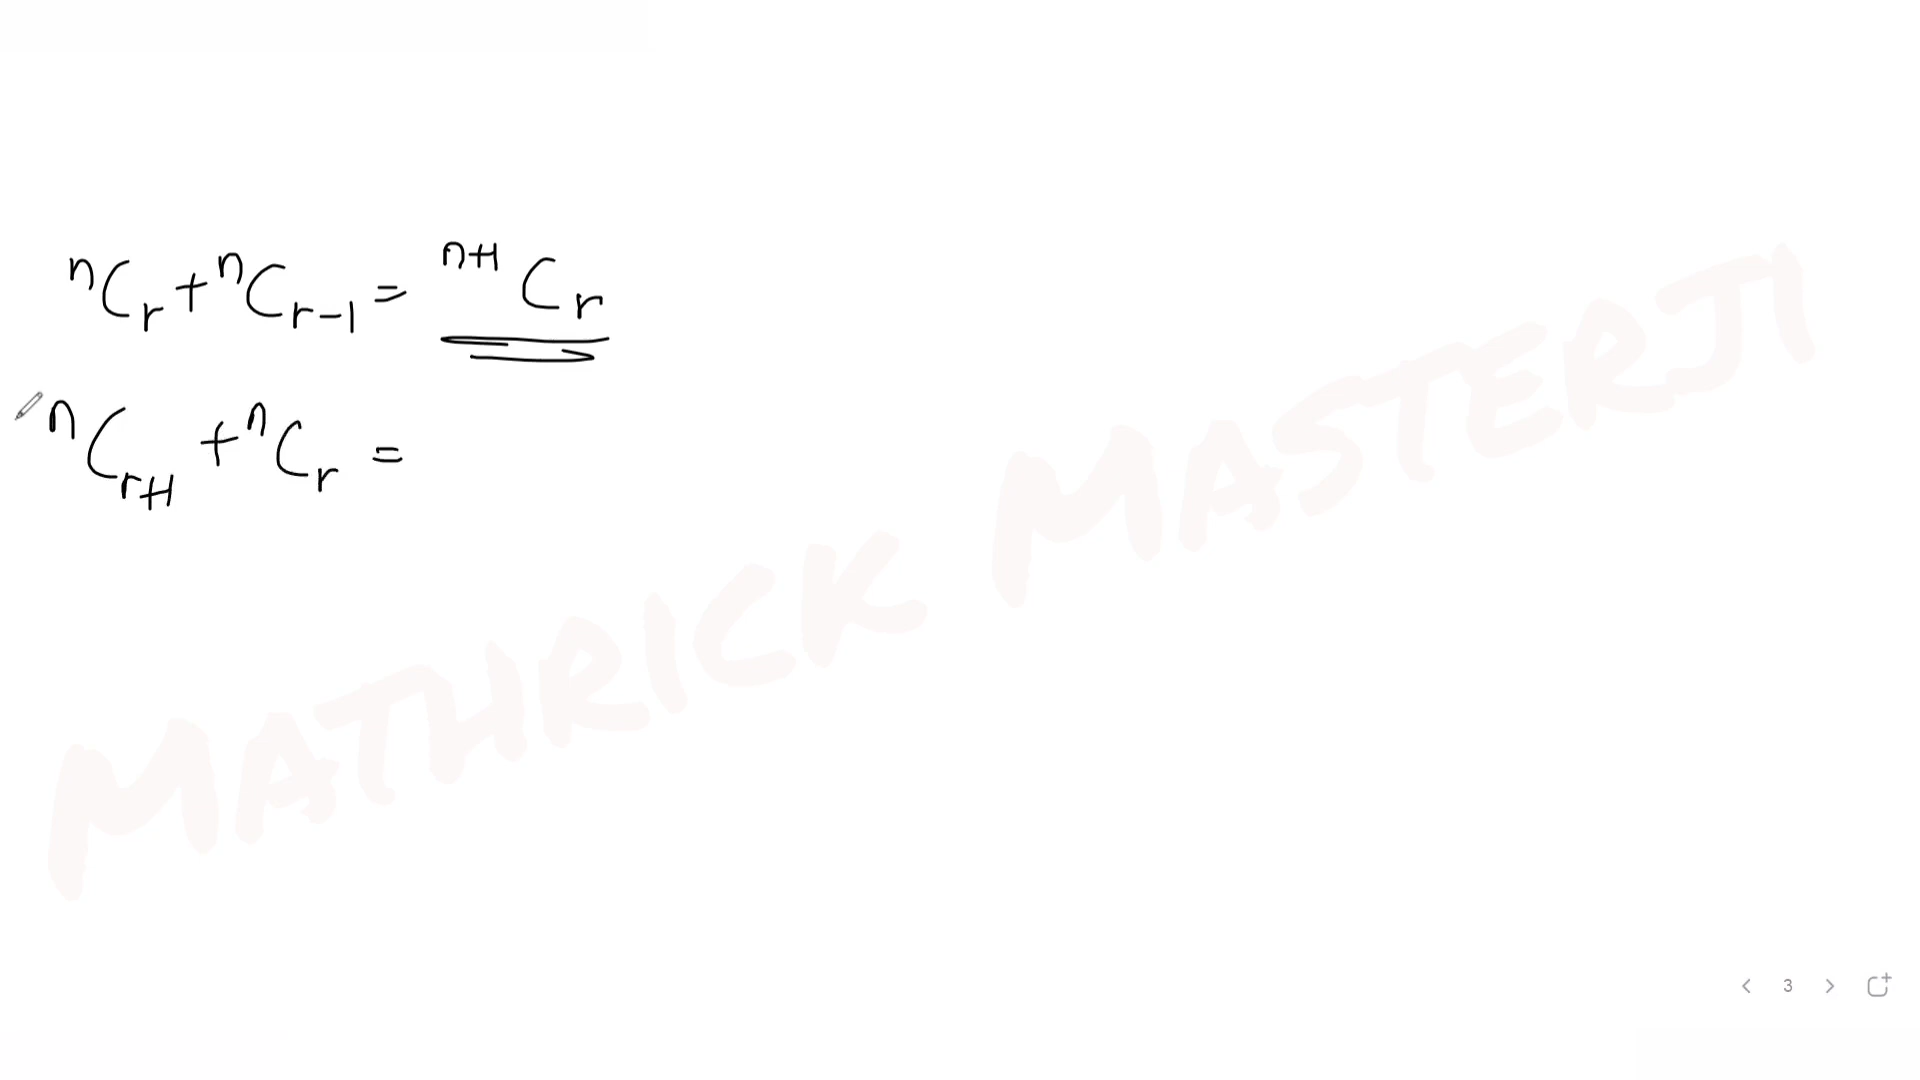 ⁿCᵣ + ⁿCᵣ₋₁ = ⁿ⁺¹Cᵣ
ⁿCᵣ₊₁ + ⁿCᵣ =
MATHRICK MASTERJI
< 3 >